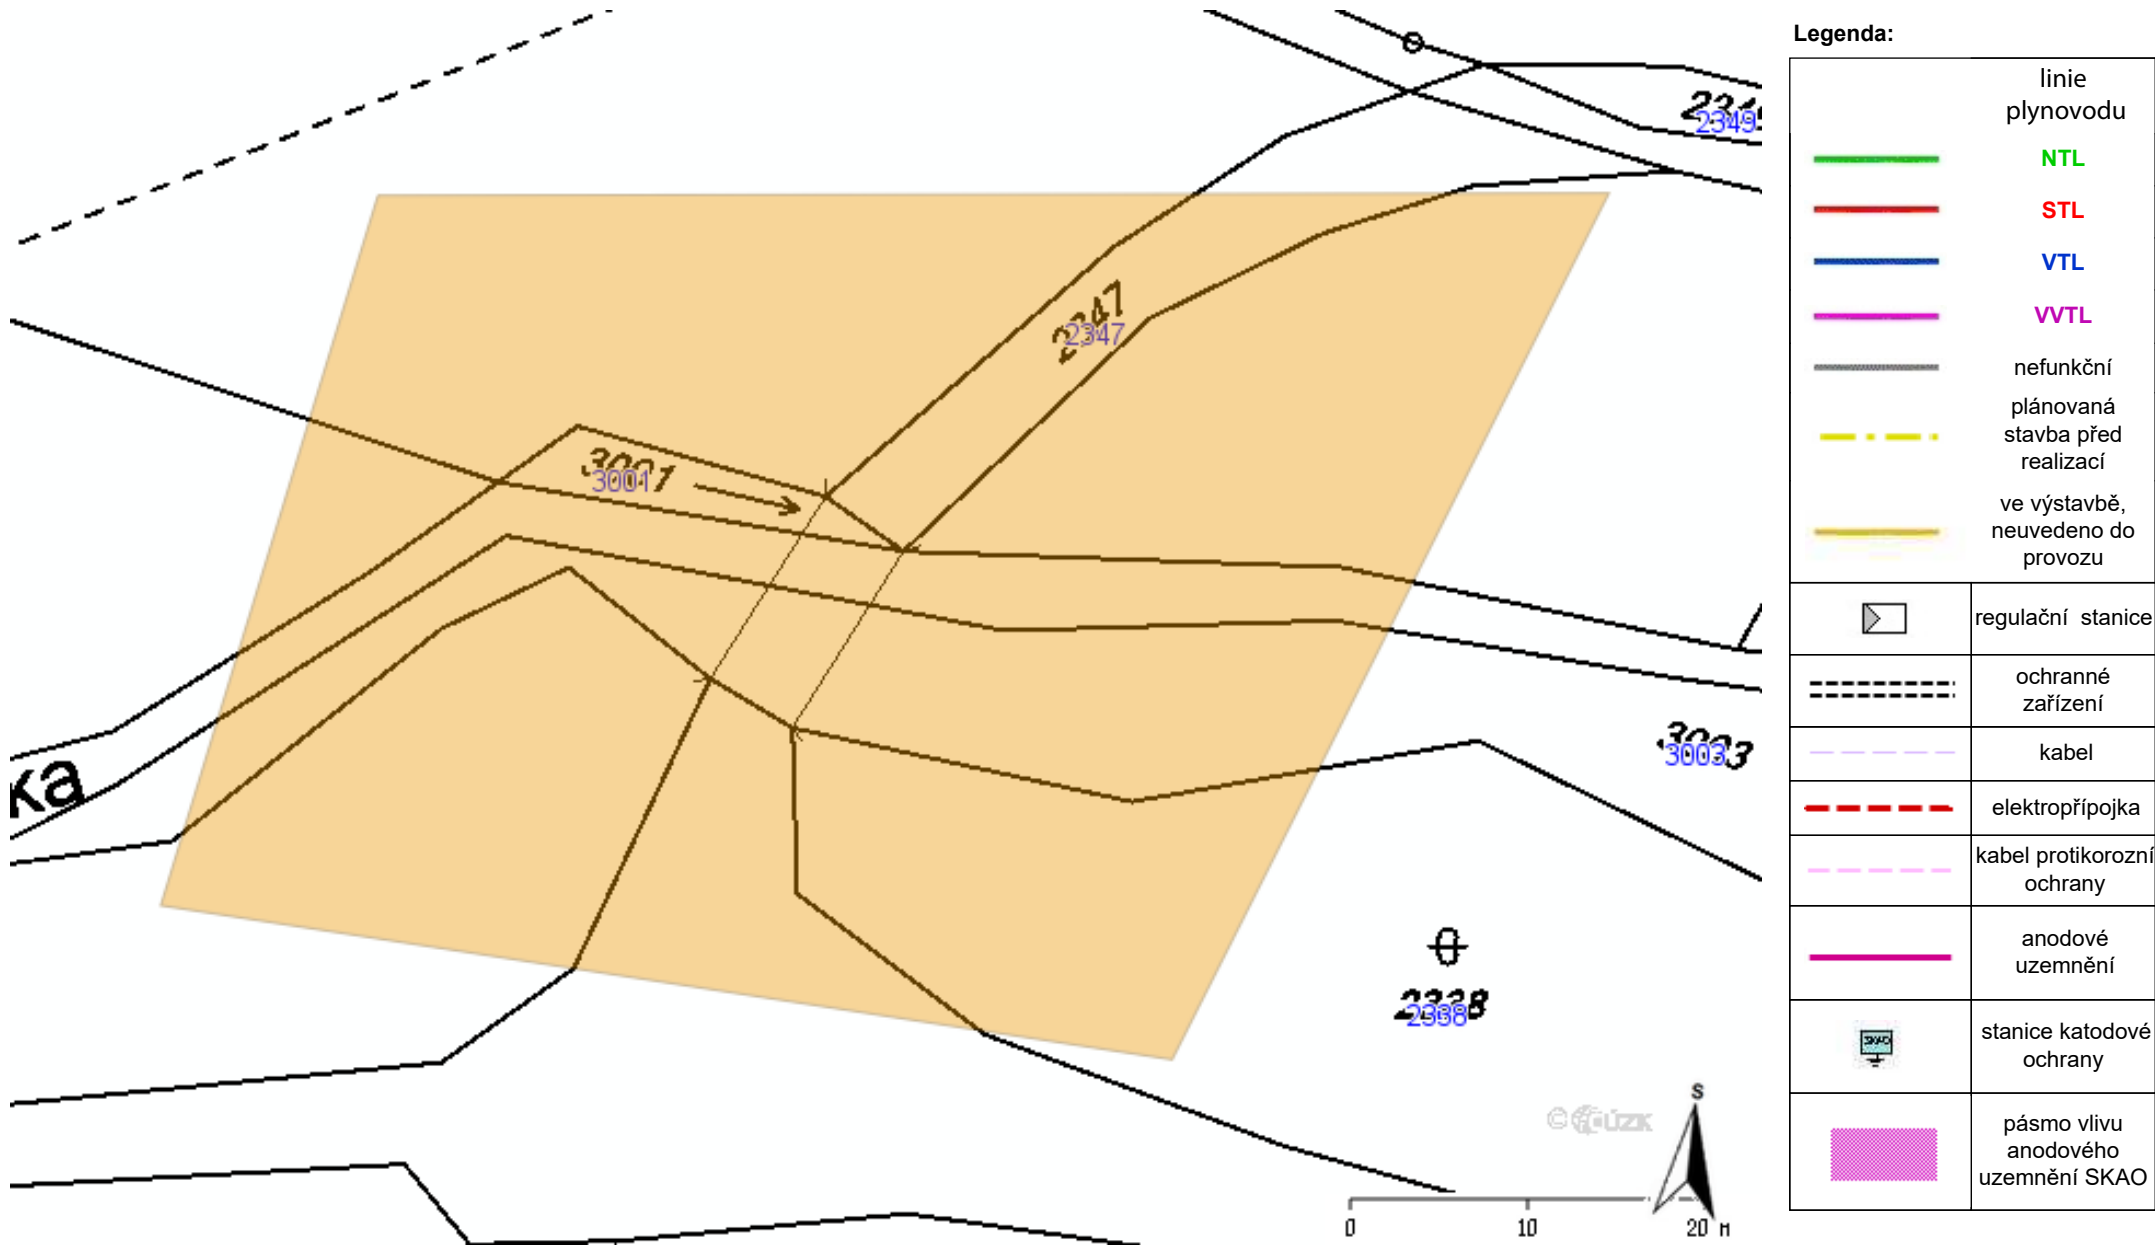 Legenda:
linie
plynovodu
NTL
STL
VTL
VVTL
nefunkční
plánovaná
stavba před
realizací
ve výstavbě,
neuvedeno do
provozu
regulační stanice
ochranné
zařízení
kabel
elektropřípojka
kabel protikorozní
ochrany
anodové
uzemnění
SKAO
stanice katodové
ochrany
pásmo vlivu
anodového
uzemnění SKAO
2349
2347
2347
3001
3001
3003
3003
ka
2338
2338
S
© ČÚZK
0 10 20 M